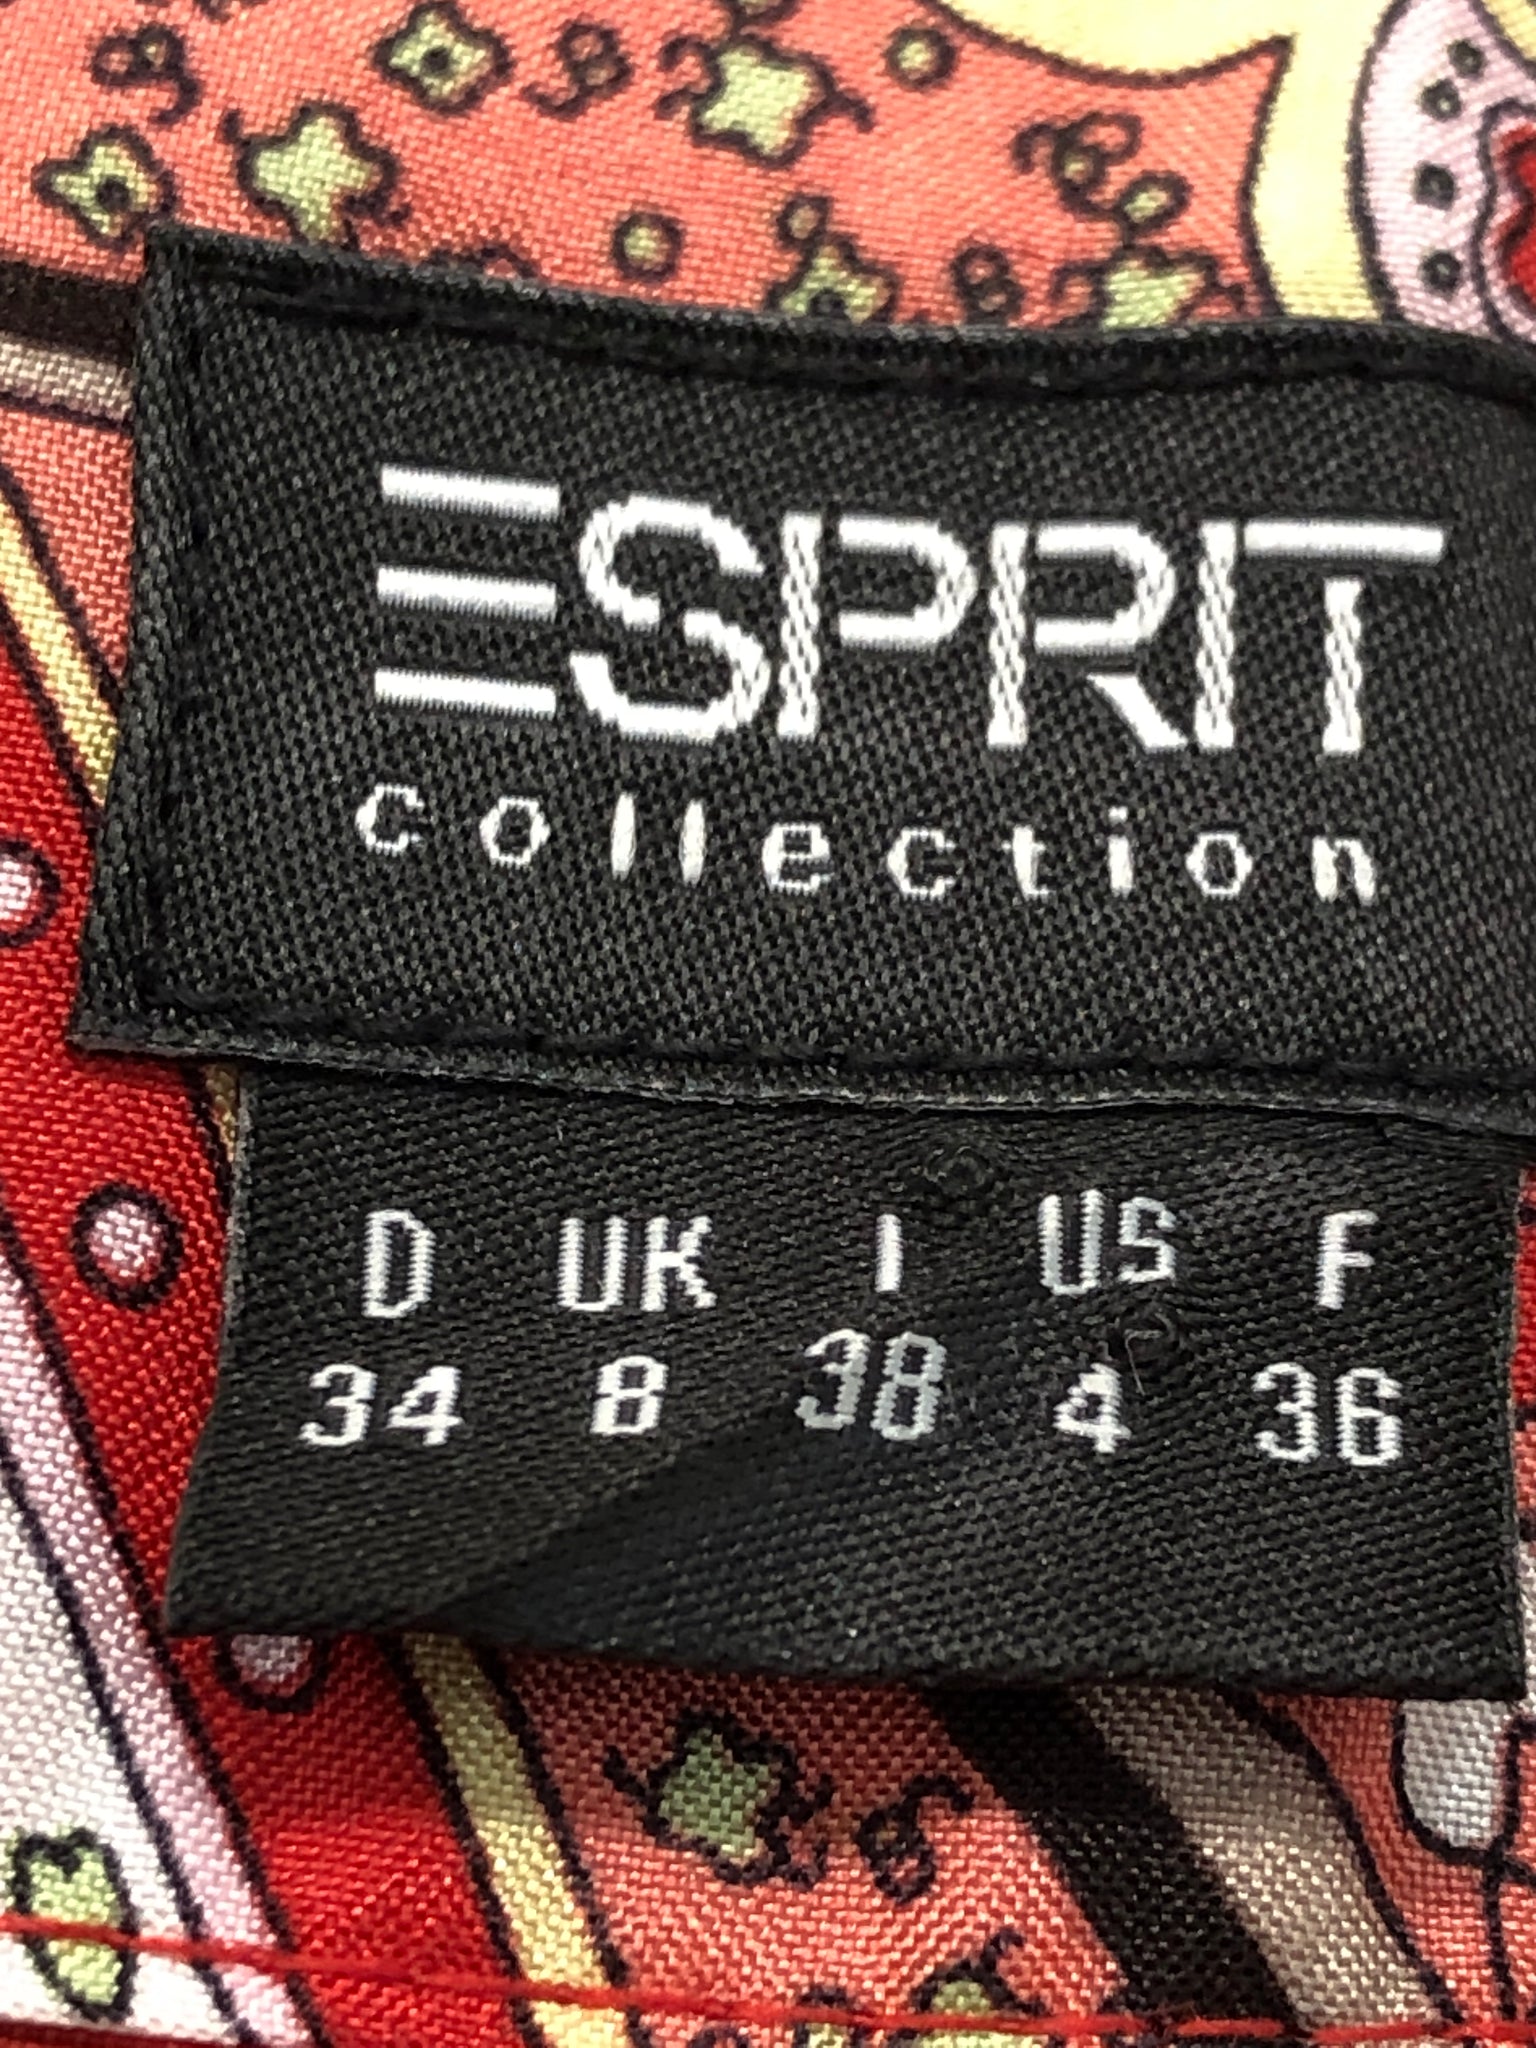 ESPRIT
collection
D UK I US F
34 8 38 4 36